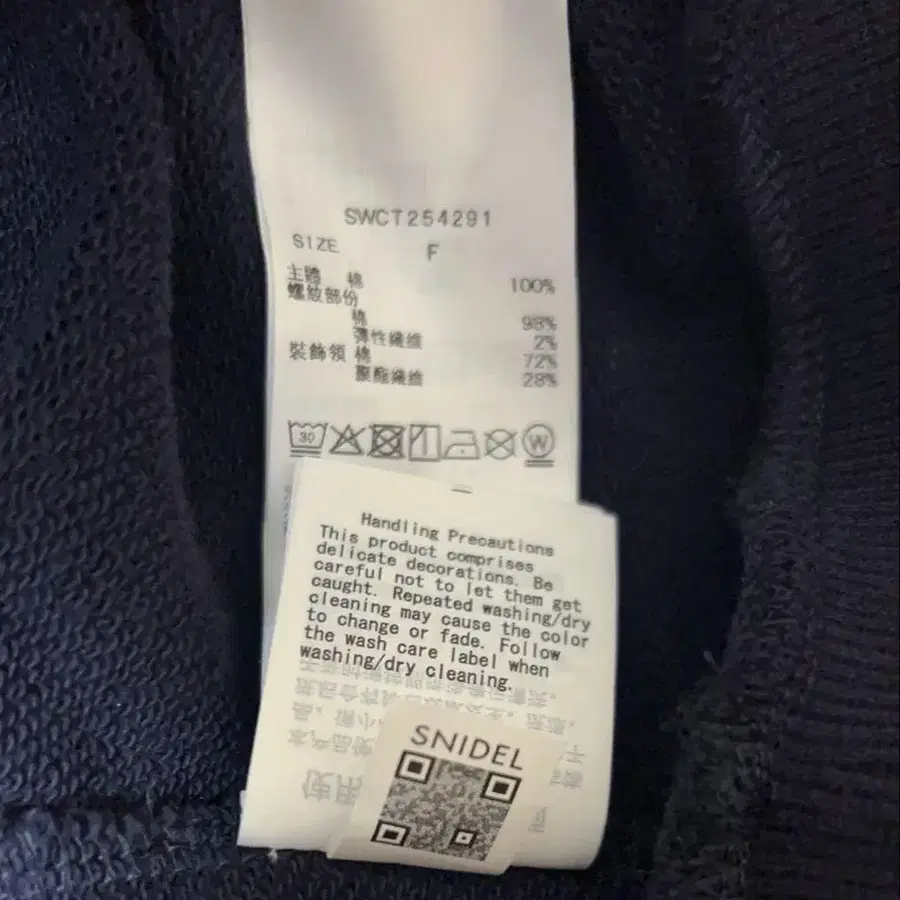 SWCT254291
SIZE F
主體 棉 100%
螺紋部份
棉 98%
彈性纖維 2%
裝飾領 棉 72%
聚酯纖維 28%
30
W
Handling Precautions
This product comprises
delicate decorations. Be
careful not to let them get
caught. Repeated washing/dry
cleaning may cause the color
to change or fade. Follow
the wash care label when
washing/dry cleaning.
SNIDEL